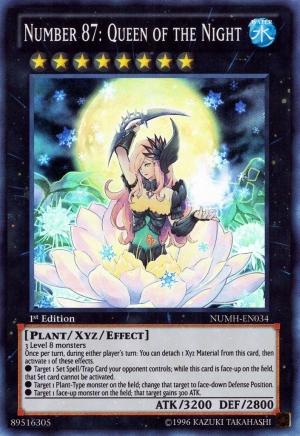 NUMBER 87: QUEEN OF THE NIGHT
WATER
水
1st Edition
NUMH-EN034
[PLANT/XYZ/EFFECT]
3 Level 8 monsters
Once per turn, during either player's turn: You can detach 1 Xyz Material from this card, then
activate 1 of these effects.
● Target 1 Set Spell/Trap Card your opponent controls; while this card is face-up on the field,
that Set card cannot be activated.
● Target 1 Plant-Type monster on the field; change that target to face-down Defense Position.
● Target 1 face-up monster on the field; that target gains 300 ATK.
ATK/3200 DEF/2800
89516305
©1996 KAZUKI TAKAHASHI